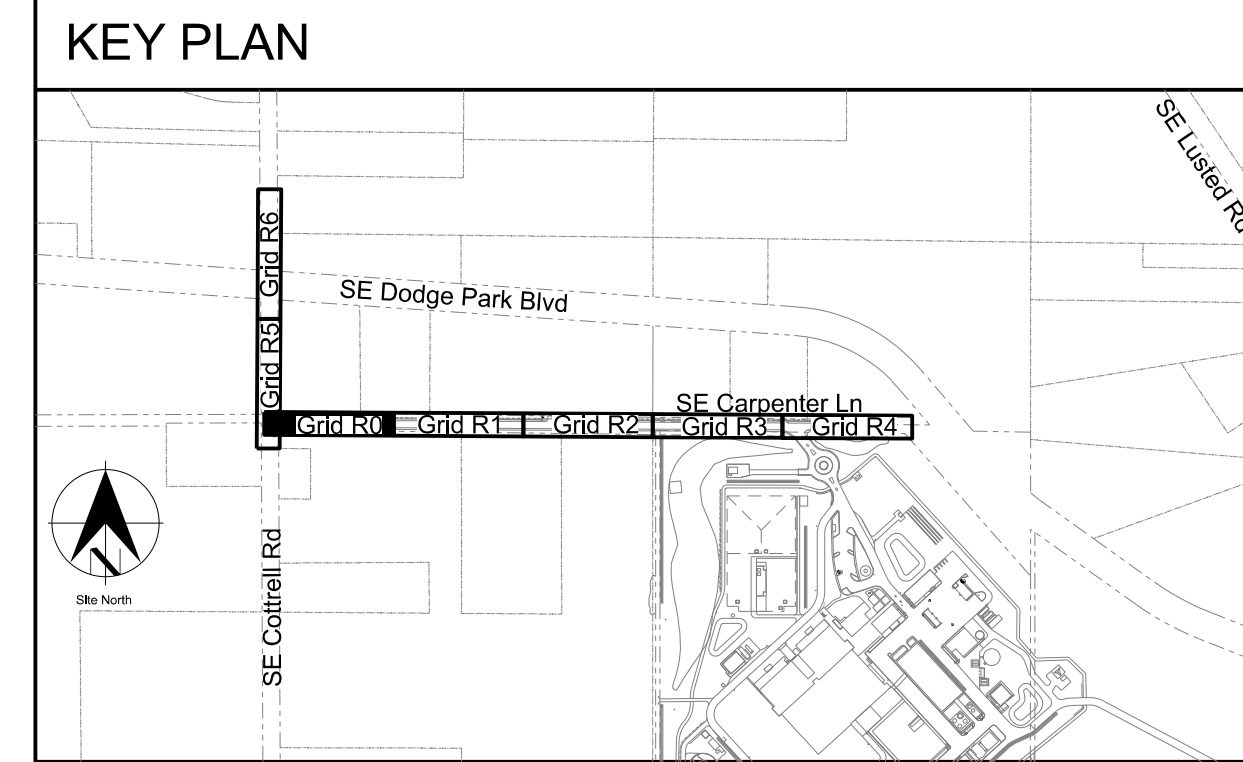 KEY PLAN
SE Lusted Rd
Grid R6
SE Dodge Park Blvd
Grid R5
SE Carpenter Ln
Grid R0
Grid R1
Grid R2
Grid R3
Grid R4
N
Site North
SE Cottrell Rd